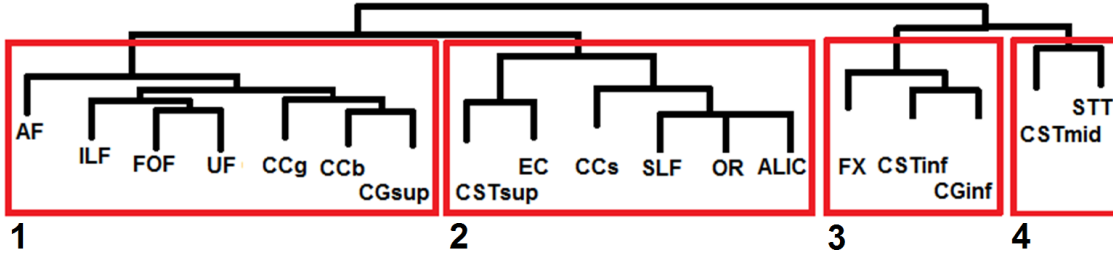 AF
ILF
FOF
UF
CCg
CCb
CGsup
CSTsup
EC
CCs
SLF
OR
ALIC
FX
CSTinf
CGinf
CSTmid
STT
1
2
3
4